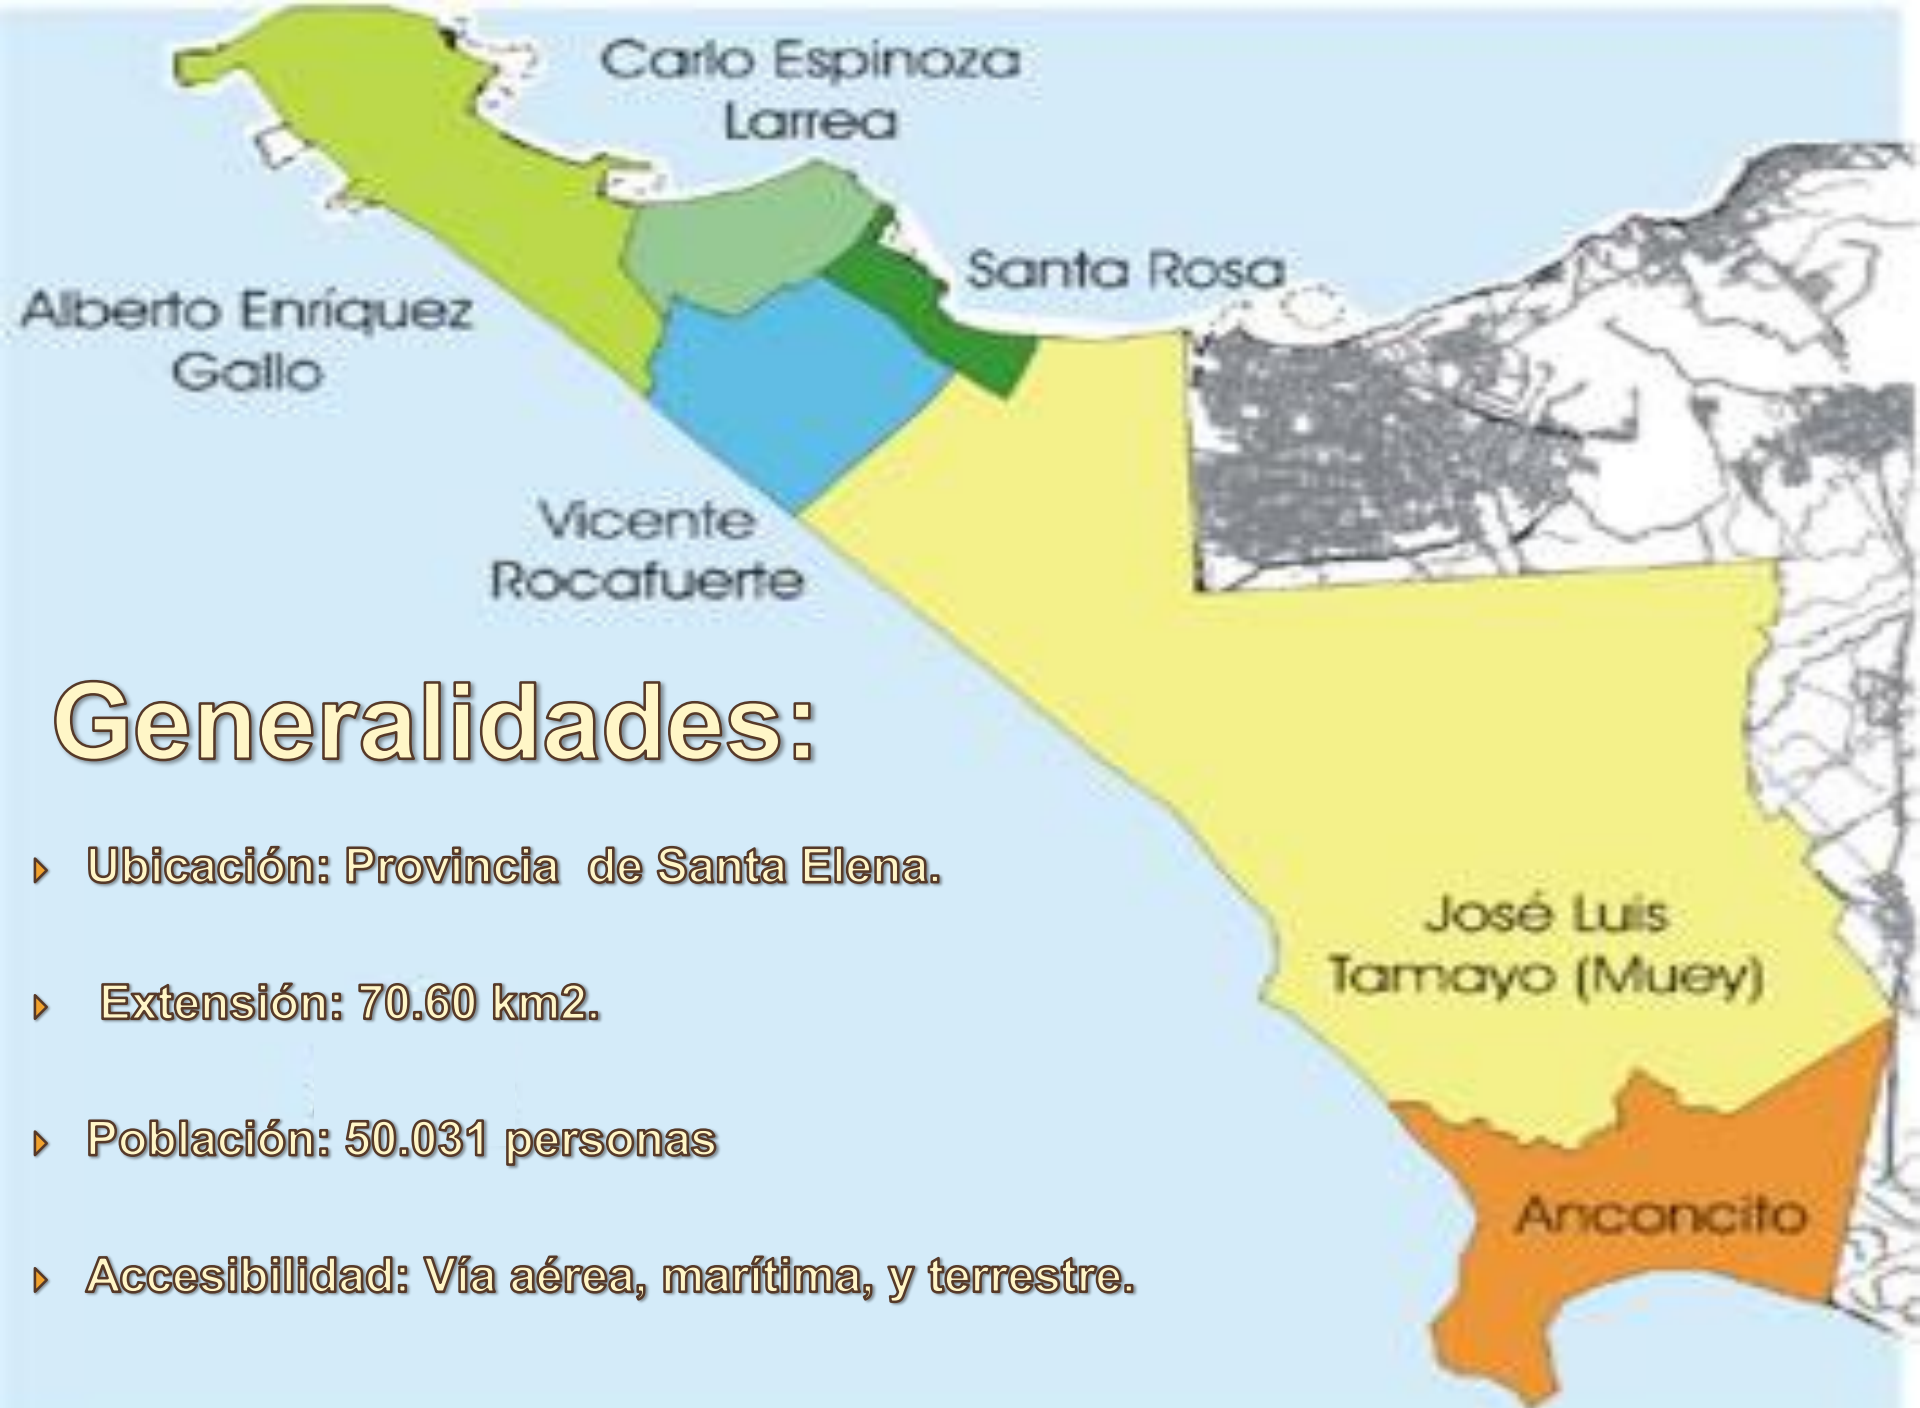 Carlo Espinoza
Larrea
Santa Rosa
Alberto Enríquez
Gallo
Vicente
Rocafuerte
Generalidades:
Ubicación: Provincia  de Santa Elena.
Extensión: 70.60 km2.
Población: 50.031 personas
Accesibilidad: Vía aérea, marítima, y terrestre.
José Luis
Tamayo (Muey)
Anconcito